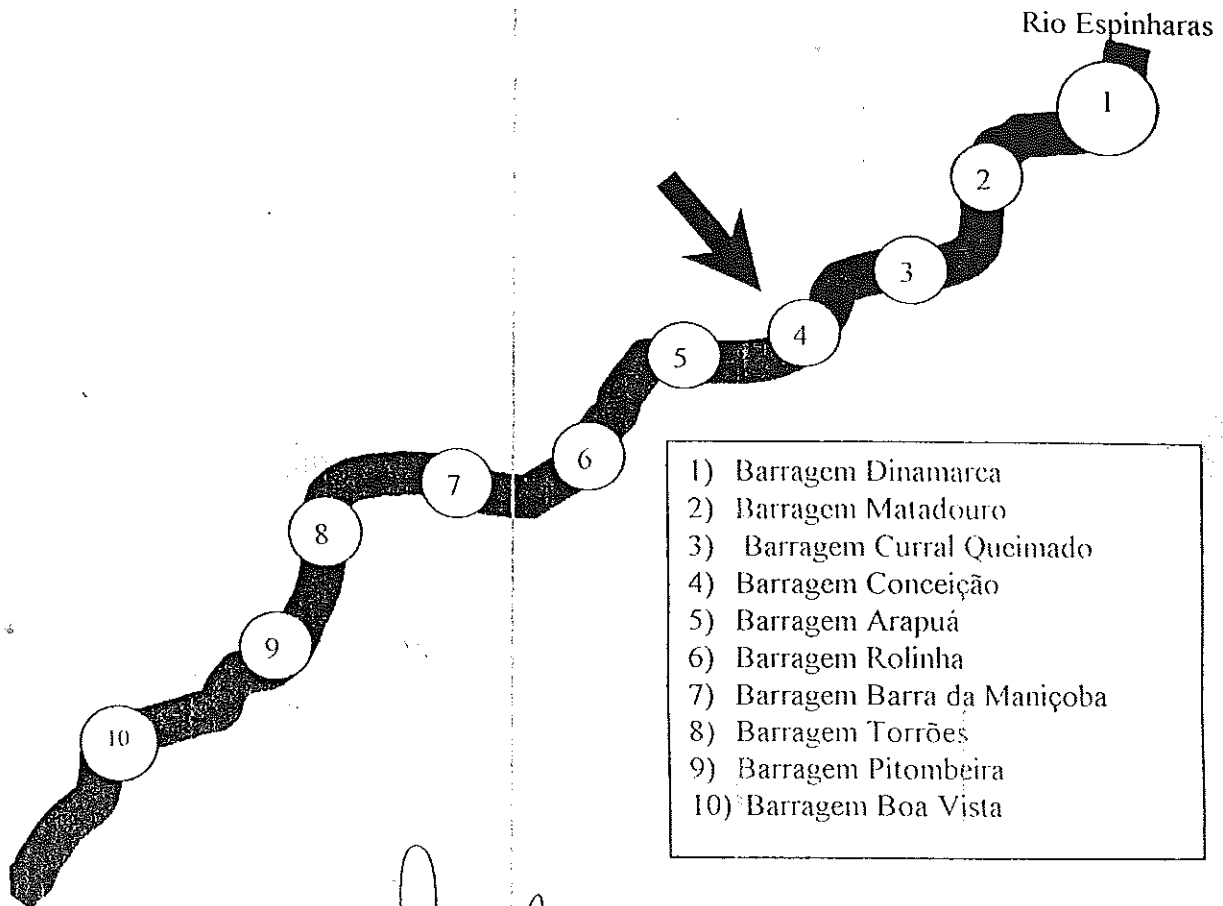 Rio Espinharas
1
2
3
4
5
6
7
8
9
10
1) Barragem Dinamarca
2) Barragem Matadouro
3) Barragem Curral Queimado
4) Barragem Conceição
5) Barragem Arapuá
6) Barragem Rolinha
7) Barragem Barra da Maniçoba
8) Barragem Torrões
9) Barragem Pitombeira
10) Barragem Boa Vista